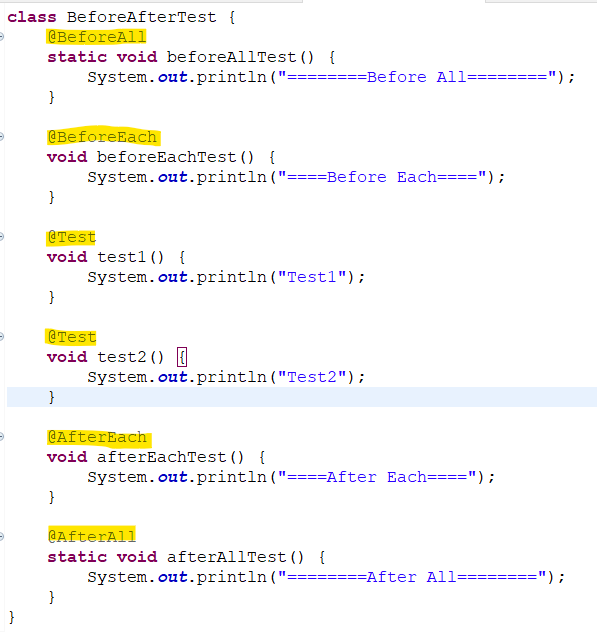 class BeforeAfterTest {
@BeforeAll
static void beforeAllTest() {
System.out.println("========Before All========");
}
@BeforeEach
void beforeEachTest() {
System.out.println("====Before Each====");
}
@Test
void test1() {
System.out.println("Test1");
}
@Test
void test2() {
System.out.println("Test2");
}
@AfterEach
void afterEachTest() {
System.out.println("====After Each====");
}
@AfterAll
static void afterAllTest() {
System.out.println("========After All========");
}
}